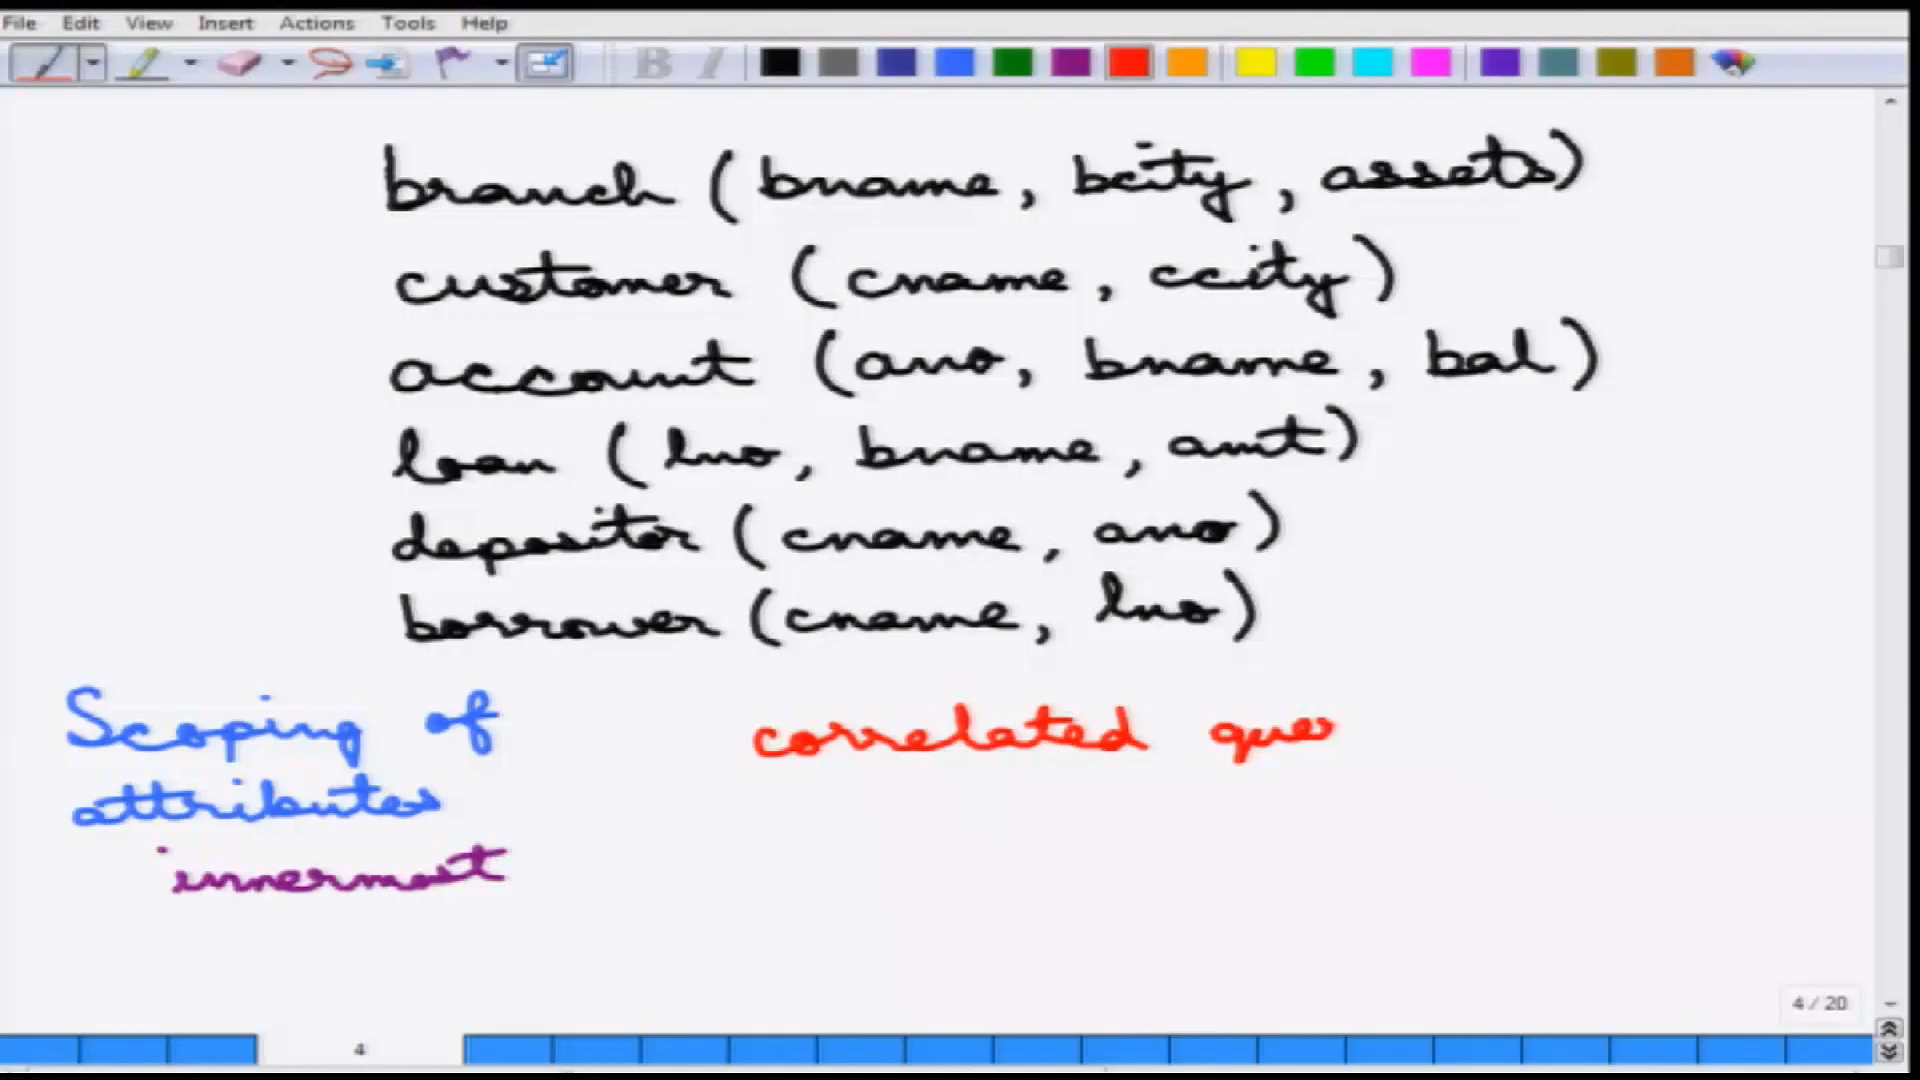 File Edit View Insert Actions Tools Help
B I
branch (bname, bcity, assets)
customer (cname, ccity)
account (ano, bname, bal)
loan (lno, bname, amt)
depositor (cname, ano)
borrower (cname, lno)
Scoping of
attributes
innermost
correlated que
4 / 20
4